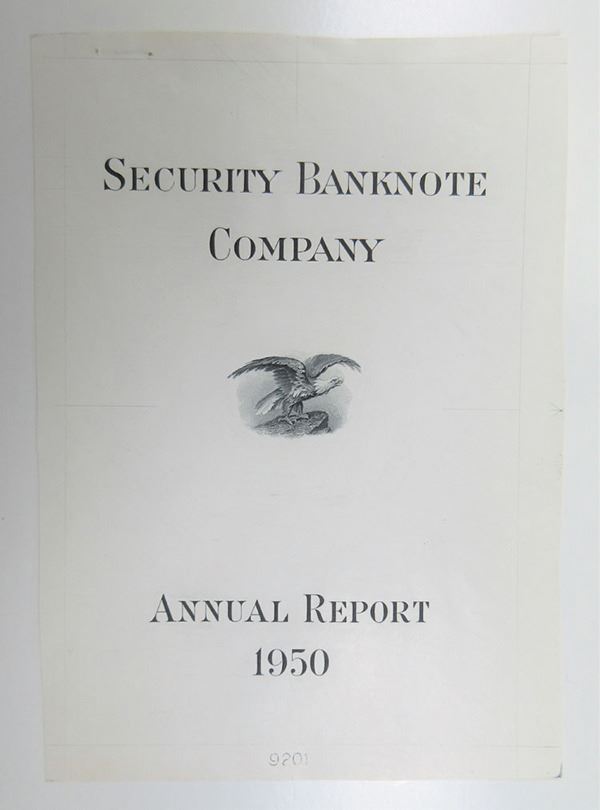 SECURITY BANKNOTE
COMPANY
ANNUAL REPORT
1950
9201